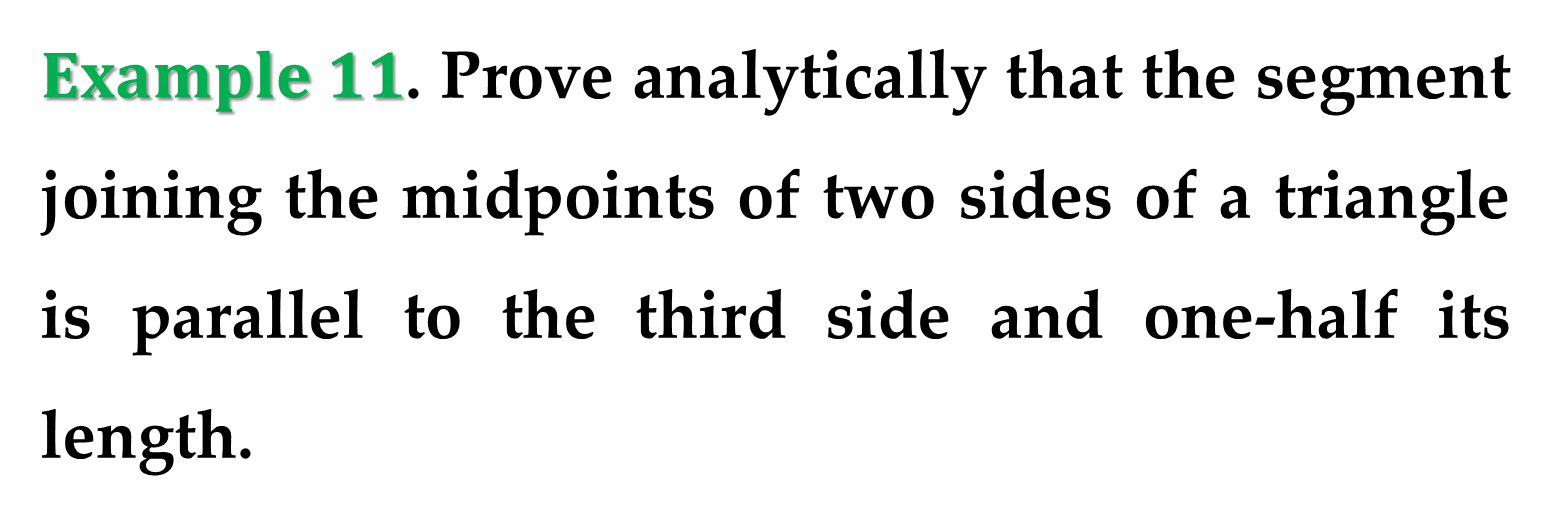 Example 11. Prove analytically that the segment
joining the midpoints of two sides of a triangle
is parallel to the third side and one-half its
length.